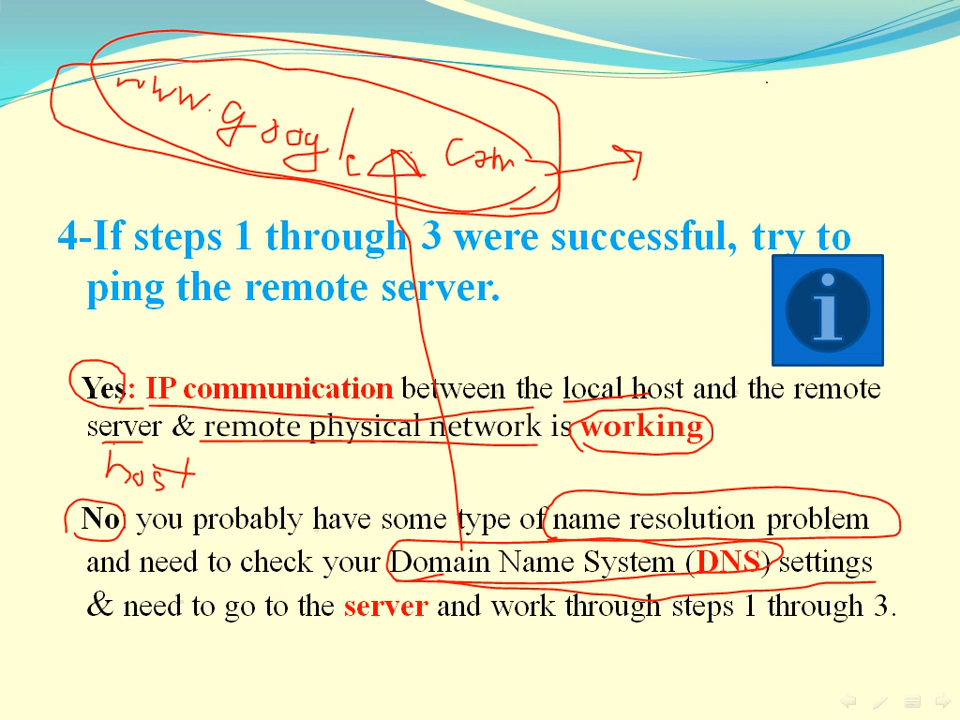 www.google com
4-If steps 1 through 3 were successful, try to
ping the remote server.
i
Yes: IP communication between the local host and the remote
server & remote physical network is working
host
No: you probably have some type of name resolution problem
and need to check your Domain Name System (DNS) settings
& need to go to the server and work through steps 1 through 3.